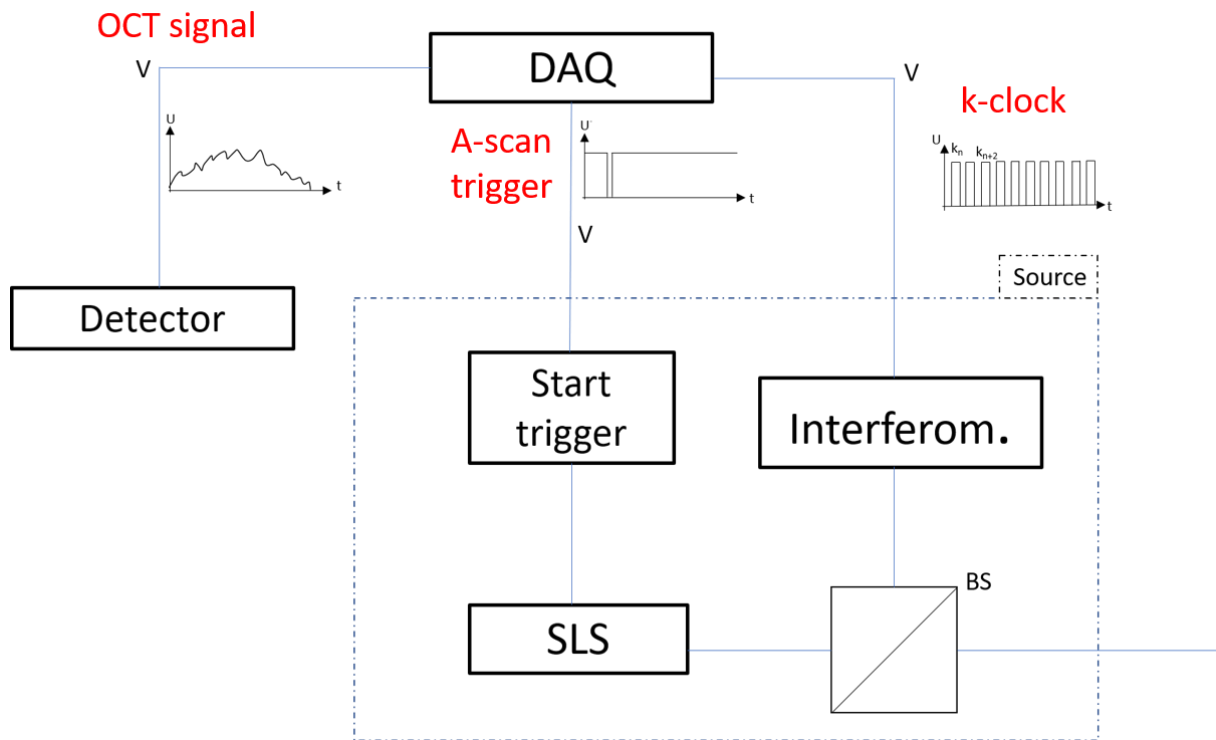 OCT signal
V
DAQ
V
k-clock
U
t
A-scan
trigger
U
t
V
U
kn
kn+2
t
Source
Detector
Start
trigger
Interferom.
BS
SLS